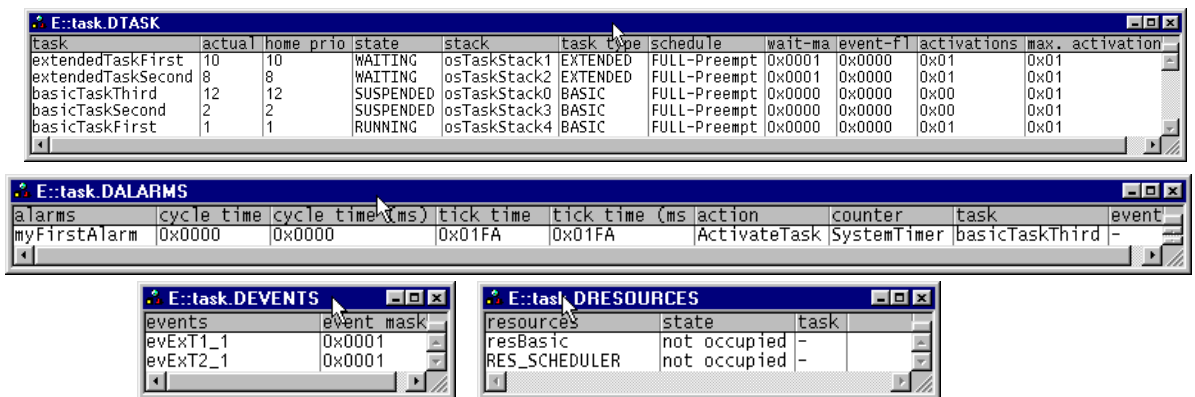 E::task.DTASK
task actual home prio state stack task type schedule wait-ma event-fl activations max. activation
extendedTaskFirst 10 10 WAITING osTaskStack1 EXTENDED FULL-Preempt 0x0001 0x0000 0x01 0x01
extendedTaskSecond 8 8 WAITING osTaskStack2 EXTENDED FULL-Preempt 0x0001 0x0000 0x01 0x01
basicTaskThird 12 12 SUSPENDED osTaskStack0 BASIC FULL-Preempt 0x0000 0x0000 0x00 0x01
basicTaskSecond 2 2 SUSPENDED osTaskStack3 BASIC FULL-Preempt 0x0000 0x0000 0x00 0x01
basicTaskFirst 1 1 RUNNING osTaskStack4 BASIC FULL-Preempt 0x0000 0x0000 0x01 0x01
E::task.DALARMS
alarms cycle time cycle time (ms) tick time tick time (ms action counter task event
myFirstAlarm 0x0000 0x0000 0x01FA 0x01FA ActivateTask SystemTimer basicTaskThird -
E::task.DEVENTS
events event mask
evExT1_1 0x0001
evExT2_1 0x0001
E::task.DRESOURCES
resources state task
resBasic not occupied -
RES_SCHEDULER not occupied -